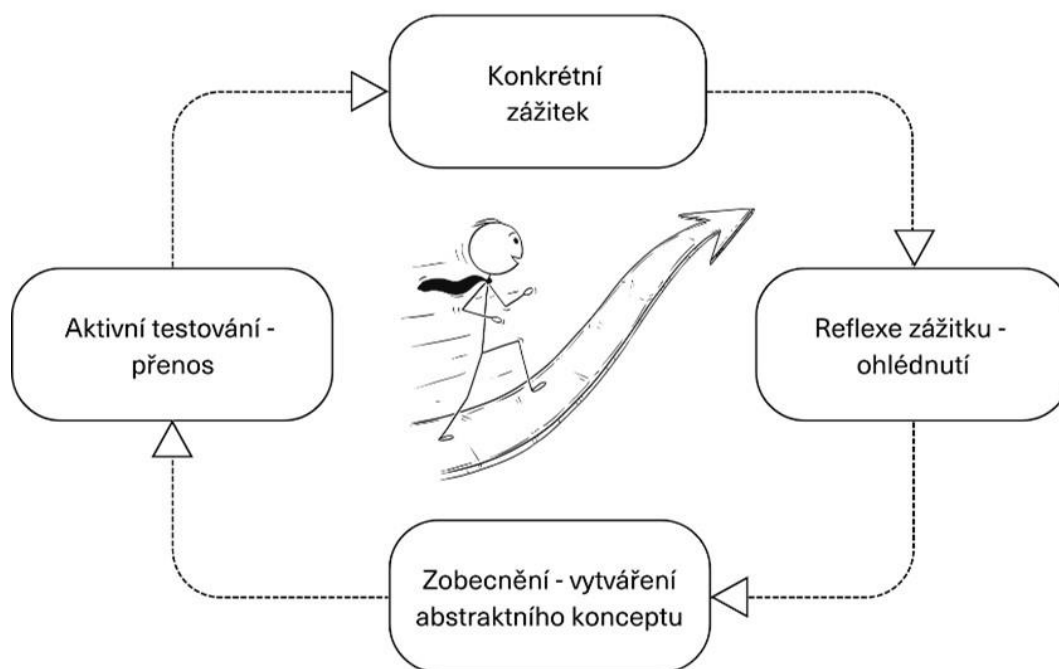 Konkrétní
zážitek
Aktivní testování -
přenos
Reflexe zážitku -
ohlédnutí
Zobecnění - vytváření
abstraktního konceptu